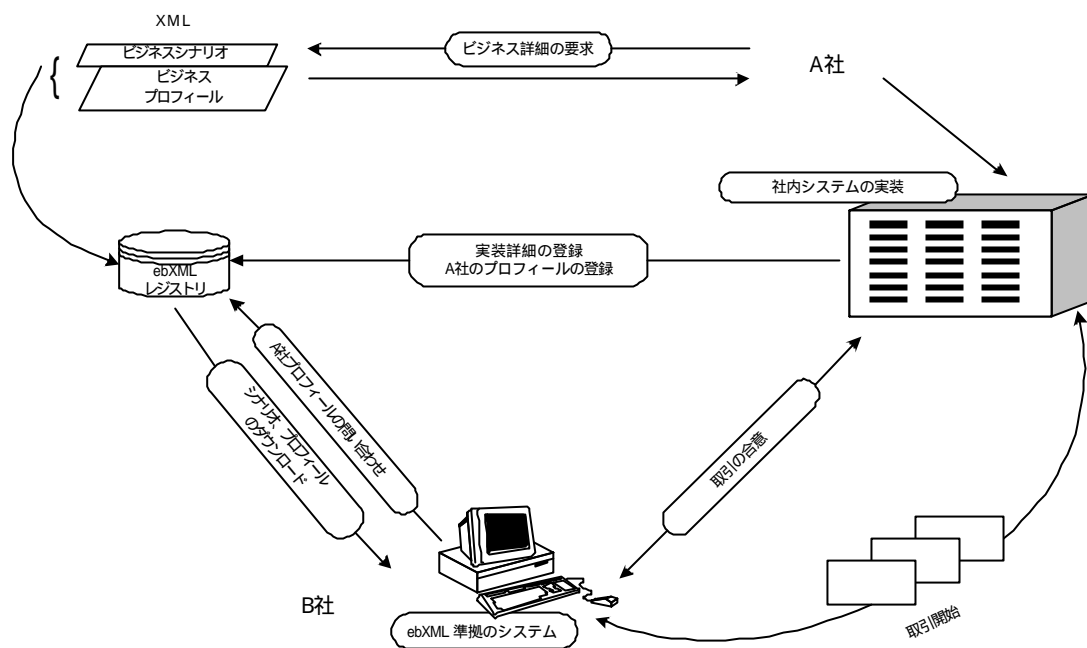 XML
ビジネスシナリオ
ビジネス
プロフィール
ビジネス詳細の要求
A社
社内システムの実装
実装詳細の登録
A社のプロフィールの登録
ebXML
レジストリ
A社プロフィールの問い合わせ
シナリオ、プロフィール
のダウンロード
取引の合意
B社
ebXML 準拠のシステム
取引開始